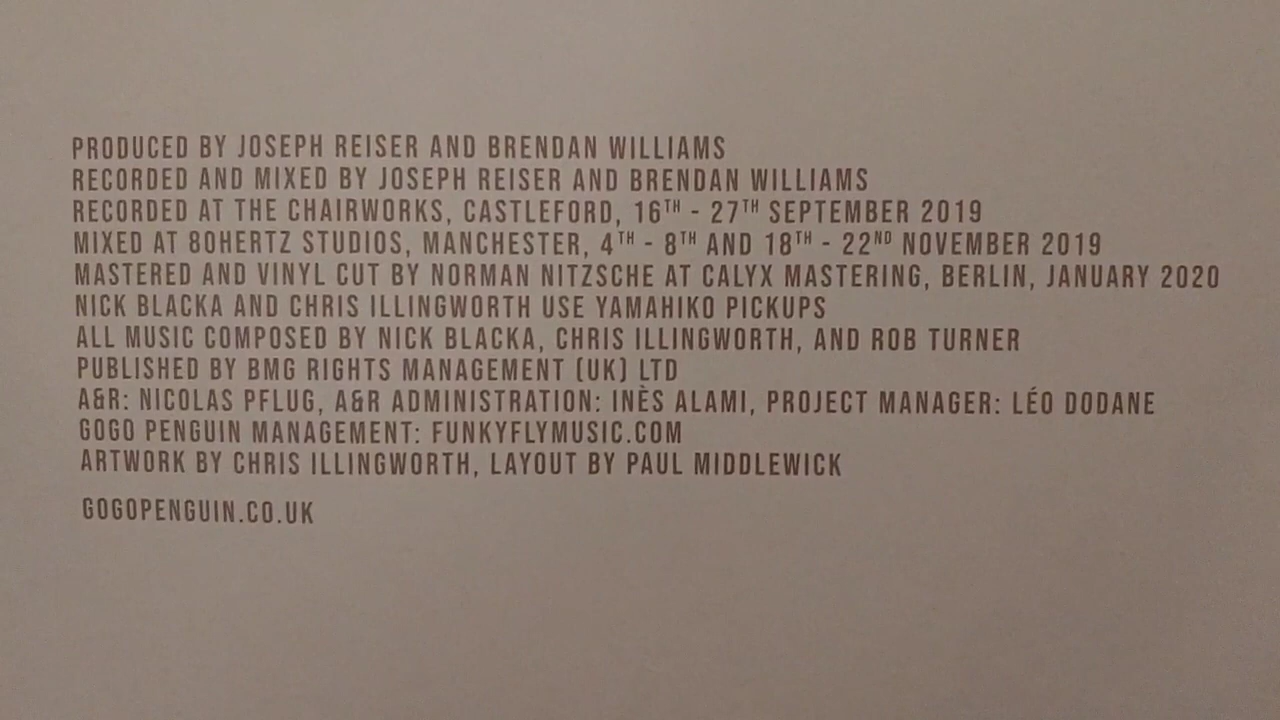 PRODUCED BY JOSEPH REISER AND BRENDAN WILLIAMS
RECORDED AND MIXED BY JOSEPH REISER AND BRENDAN WILLIAMS
RECORDED AT THE CHAIRWORKS, CASTLEFORD, 16TH - 27TH SEPTEMBER 2019
MIXED AT 80HERTZ STUDIOS, MANCHESTER, 4TH - 8TH AND 18TH - 22ND NOVEMBER 2019
MASTERED AND VINYL CUT BY NORMAN NITZSCHE AT CALYX MASTERING, BERLIN, JANUARY 2020
NICK BLACKA AND CHRIS ILLINGWORTH USE YAMAHIKO PICKUPS
ALL MUSIC COMPOSED BY NICK BLACKA, CHRIS ILLINGWORTH, AND ROB TURNER
PUBLISHED BY BMG RIGHTS MANAGEMENT (UK) LTD
A&R: NICOLAS PFLUG, A&R ADMINISTRATION: INÈS ALAMI, PROJECT MANAGER: LÉO DODANE
GOGO PENGUIN MANAGEMENT: FUNKYFLYMUSIC.COM
ARTWORK BY CHRIS ILLINGWORTH, LAYOUT BY PAUL MIDDLEWICK
GOGOPENGUIN.CO.UK